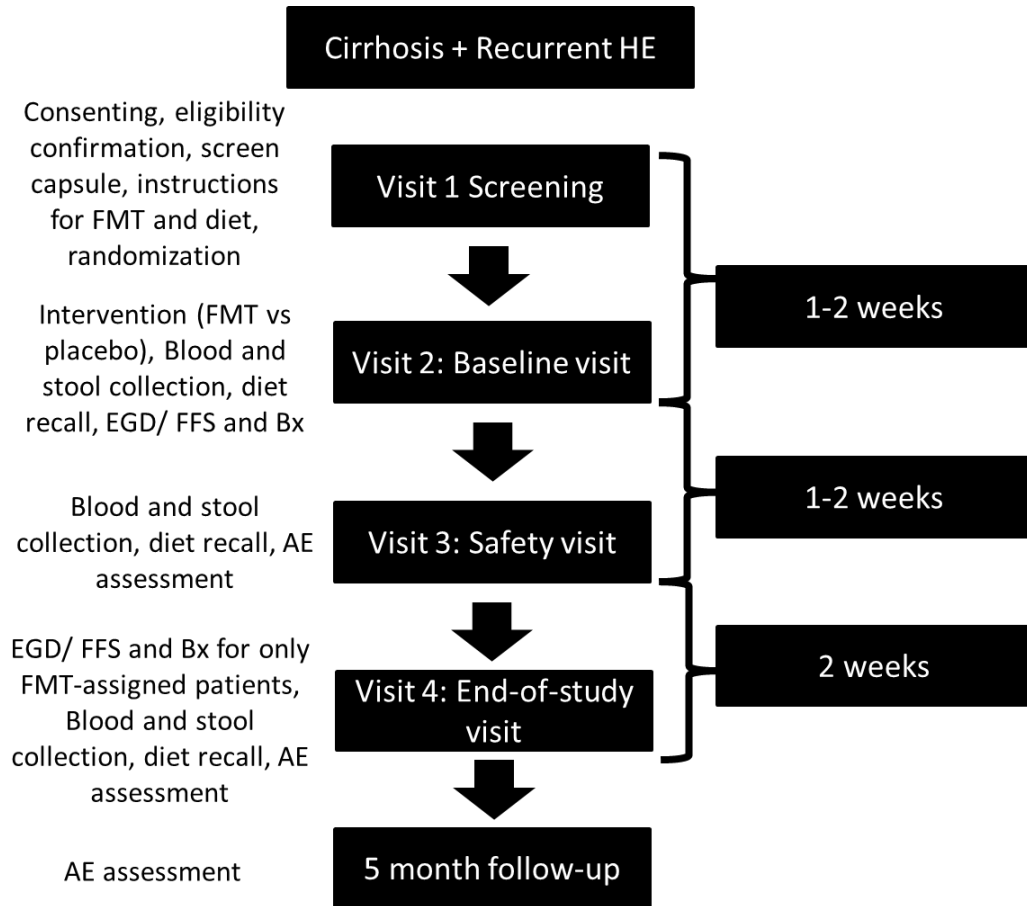 Cirrhosis + Recurrent HE
Consenting, eligibility
confirmation, screen
capsule, instructions
for FMT and diet,
randomization
Visit 1 Screening
1-2 weeks
Intervention (FMT vs
placebo), Blood and
stool collection, diet
recall, EGD/ FFS and Bx
Visit 2: Baseline visit
1-2 weeks
Blood and stool
collection, diet recall, AE
assessment
Visit 3: Safety visit
2 weeks
EGD/ FFS and Bx for only
FMT-assigned patients,
Blood and stool
collection, diet recall, AE
assessment
Visit 4: End-of-study
visit
AE assessment
5 month follow-up